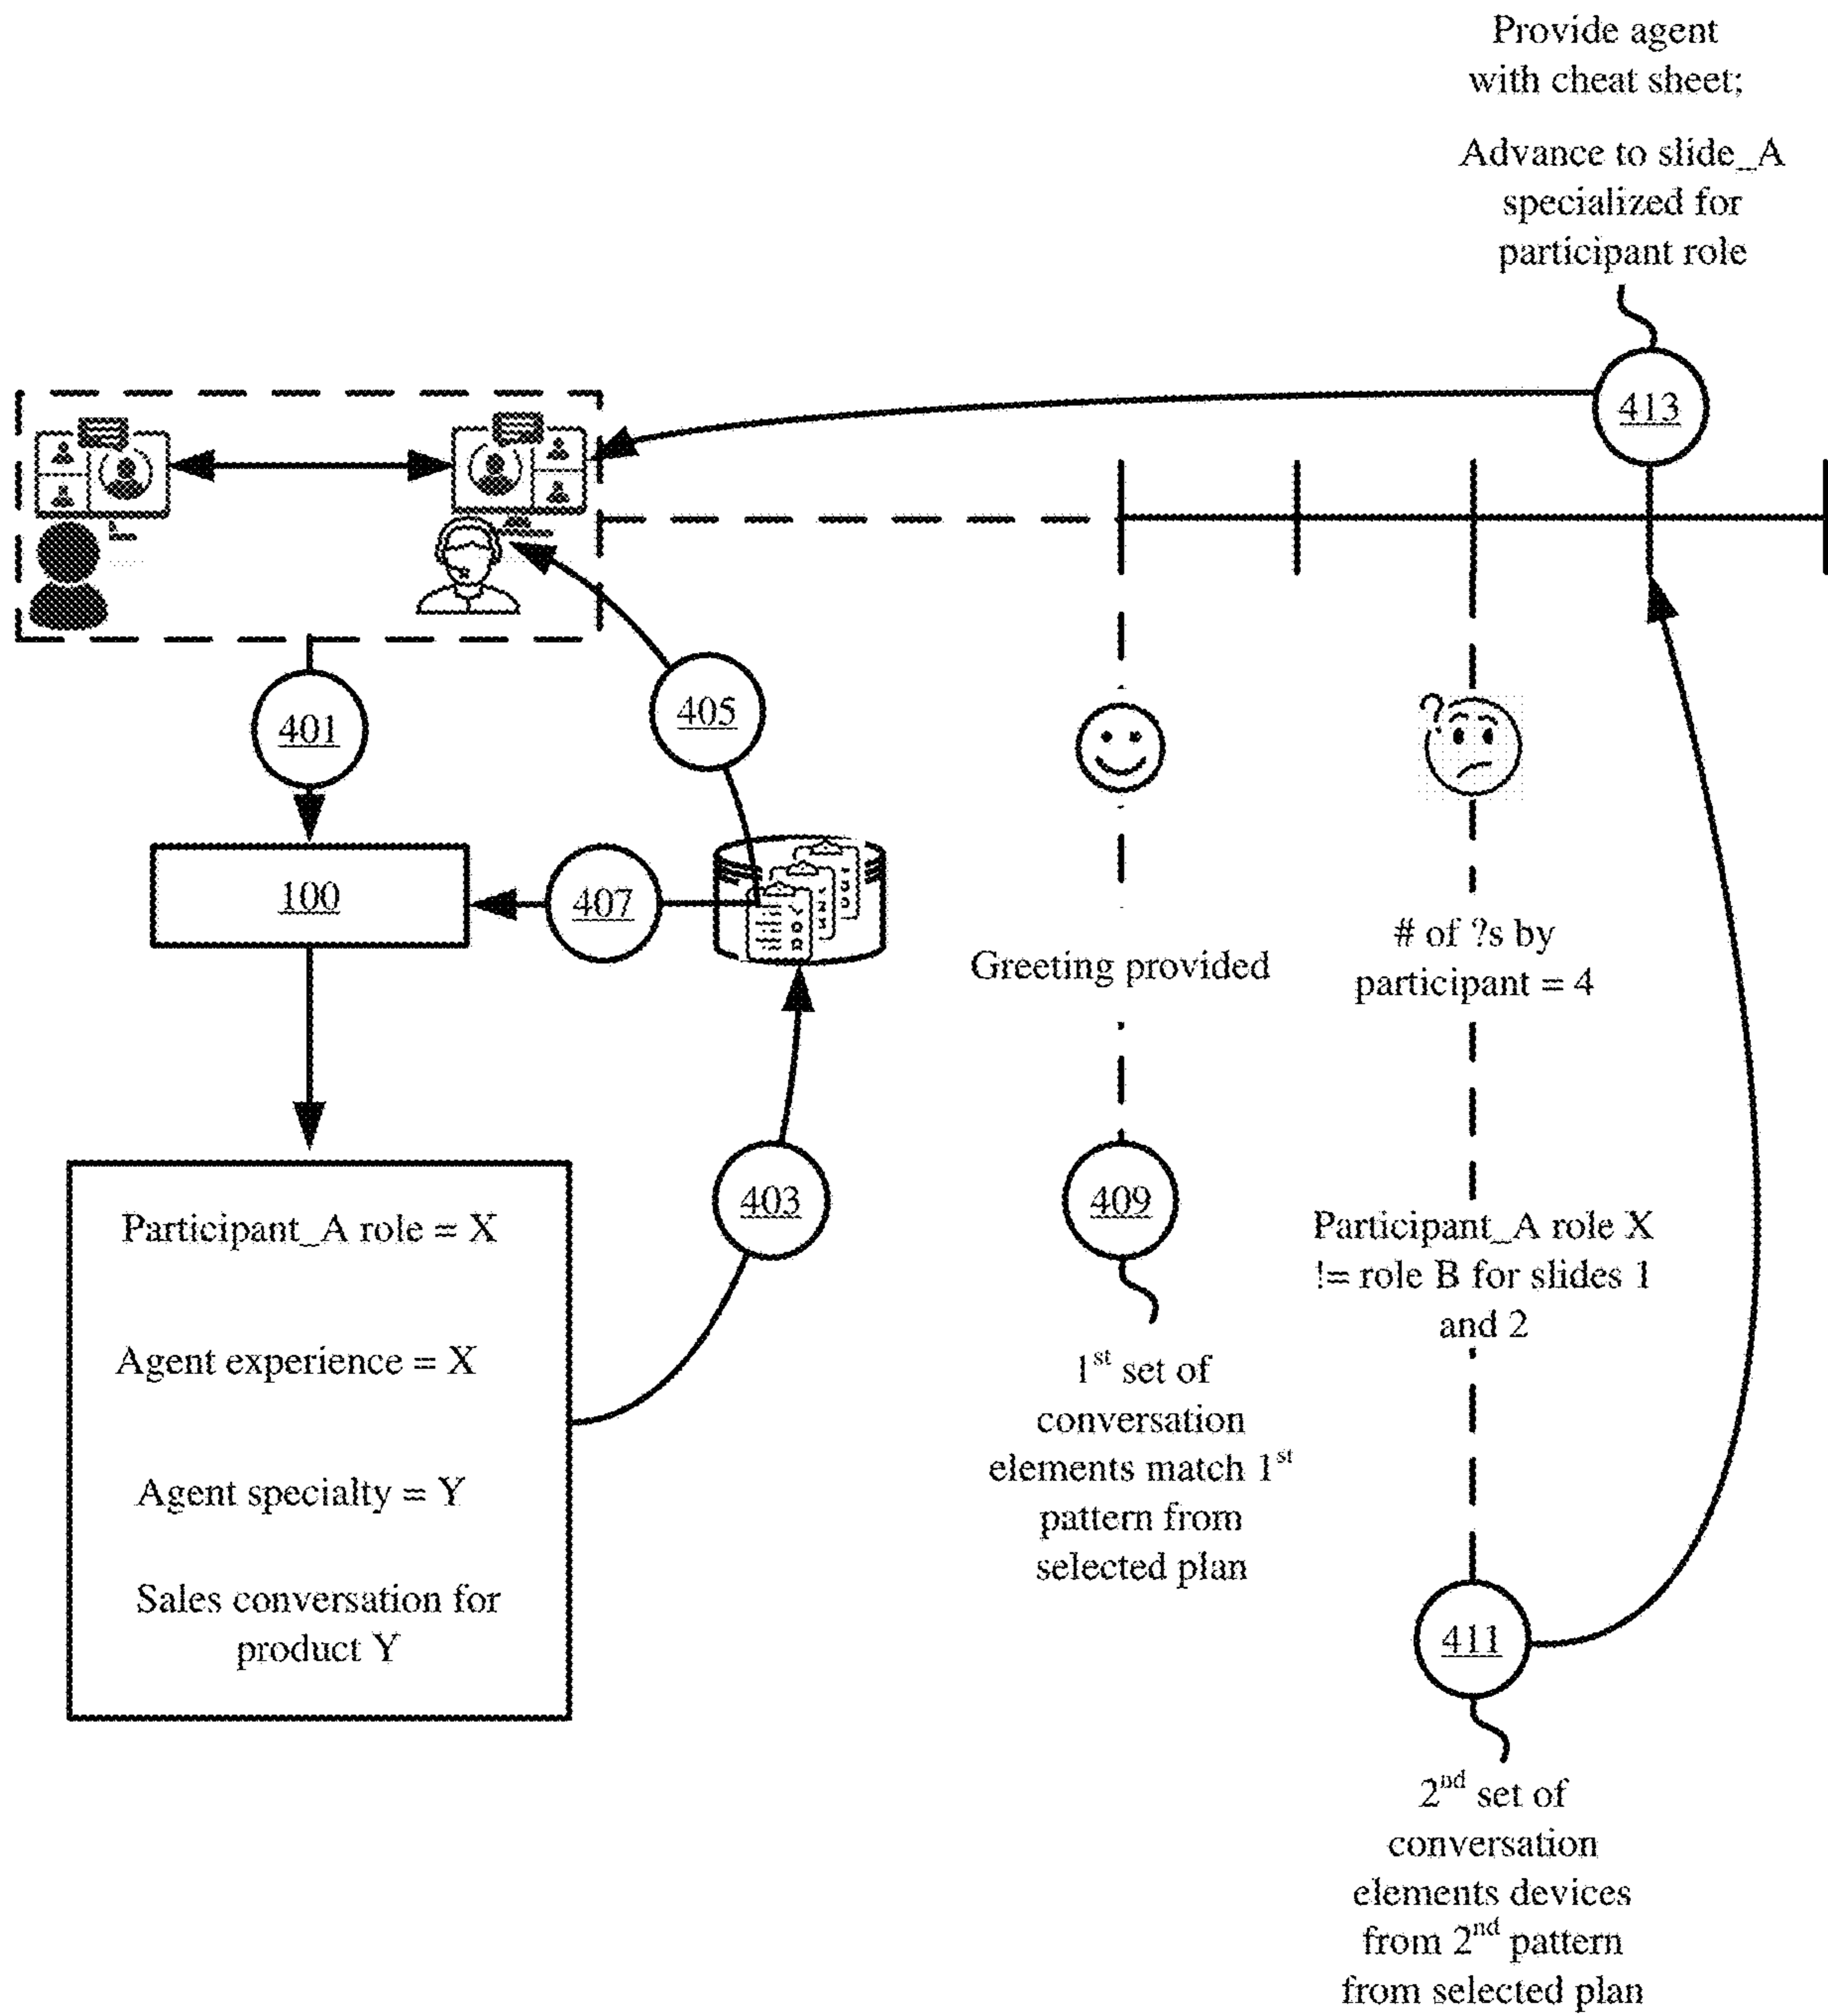 Provide agent
with cheat sheet;
Advance to slide_A
specialized for
participant role
413
401
405
100
407
Greeting provided
# of ?s by
participant = 4
403
409
Participant_A role = X
Agent experience = X
Agent specialty = Y
Sales conversation for
product Y
Participant_A role X
!= role B for slides 1
and 2
1st set of
conversation
elements match 1st
pattern from
selected plan
411
2nd set of
conversation
elements devices
from 2nd pattern
from selected plan